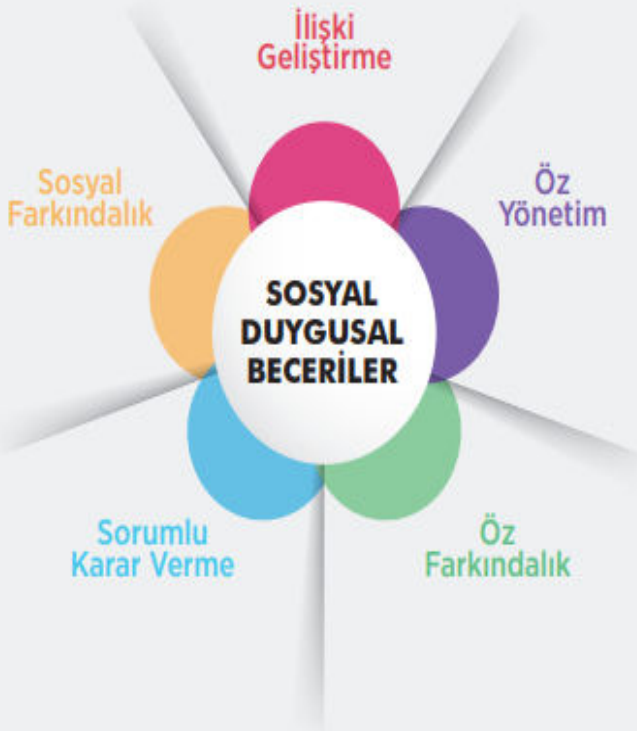 İlişki
Geliştirme
Sosyal
Farkındalık
Öz
Yönetim
SOSYAL
DUYGUSAL
BECERİLER
Sorumlu
Karar Verme
Öz
Farkındalık